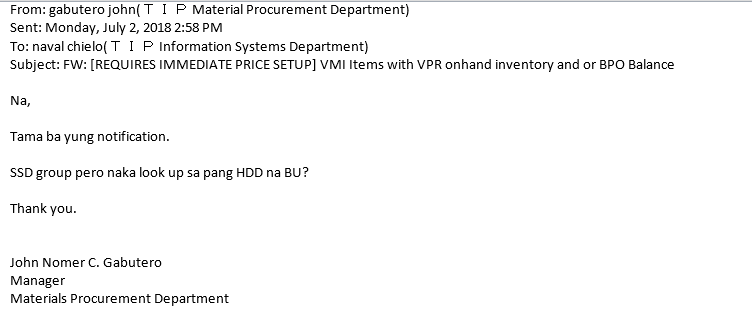 From: gabutero john(ＴＩＰ Material Procurement Department)
Sent: Monday, July 2, 2018 2:58 PM
To: naval chielo(ＴＩＰ Information Systems Department)
Subject: FW: [REQUIRES IMMEDIATE PRICE SETUP] VMI Items with VPR onhand inventory and or BPO Balance
Na,
Tama ba yung notification.
SSD group pero naka look up sa pang HDD na BU?
Thank you.
John Nomer C. Gabutero
Manager
Materials Procurement Department